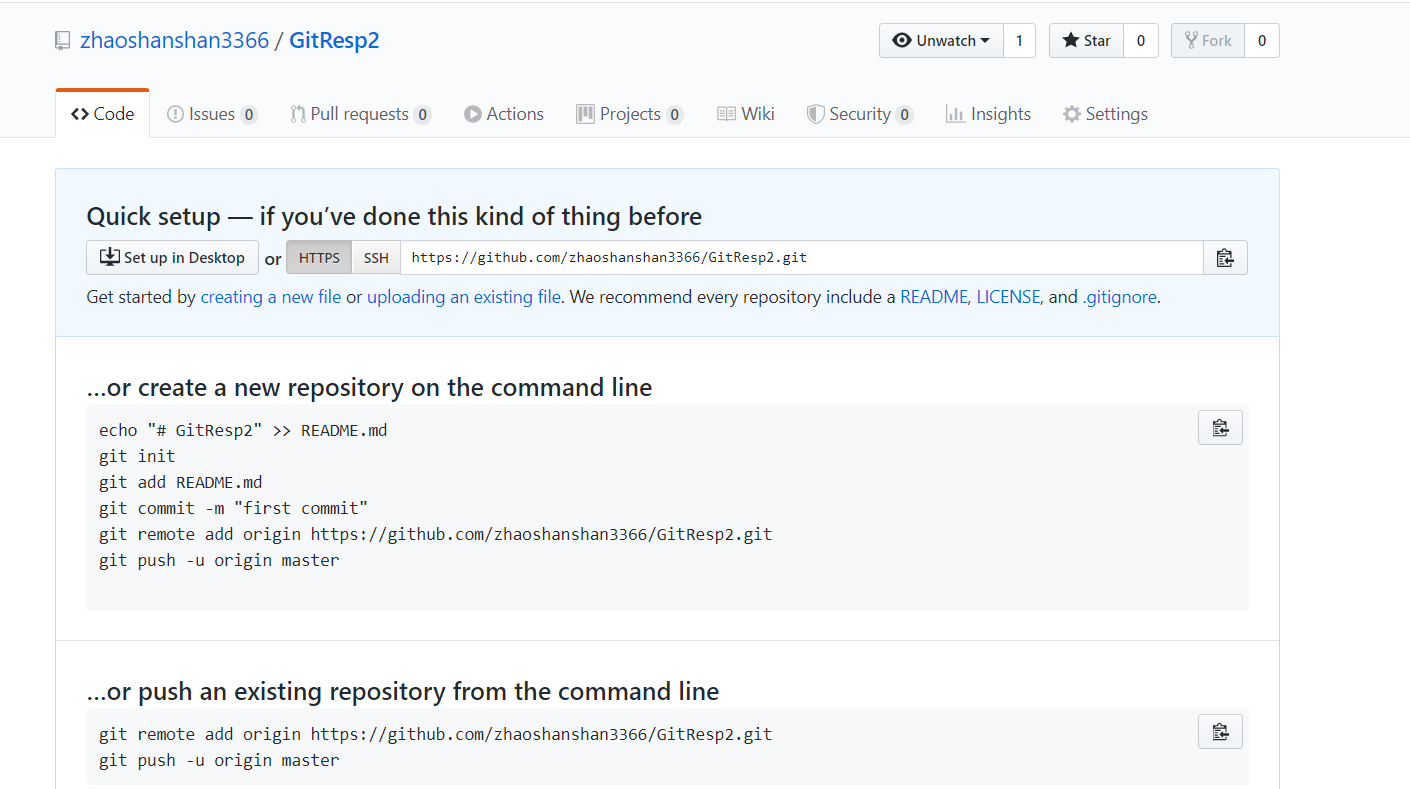 zhaoshanshan3366 / GitResp2
Unwatch 1 Star 0 Fork 0
Code Issues 0 Pull requests 0 Actions Projects 0 Wiki Security 0 Insights Settings
Quick setup — if you’ve done this kind of thing before
Set up in Desktop or HTTPS SSH https://github.com/zhaoshanshan3366/GitResp2.git
Get started by creating a new file or uploading an existing file. We recommend every repository include a README, LICENSE, and .gitignore.
…or create a new repository on the command line
echo "# GitResp2" >> README.md
git init
git add README.md
git commit -m "first commit"
git remote add origin https://github.com/zhaoshanshan3366/GitResp2.git
git push -u origin master
…or push an existing repository from the command line
git remote add origin https://github.com/zhaoshanshan3366/GitResp2.git
git push -u origin master